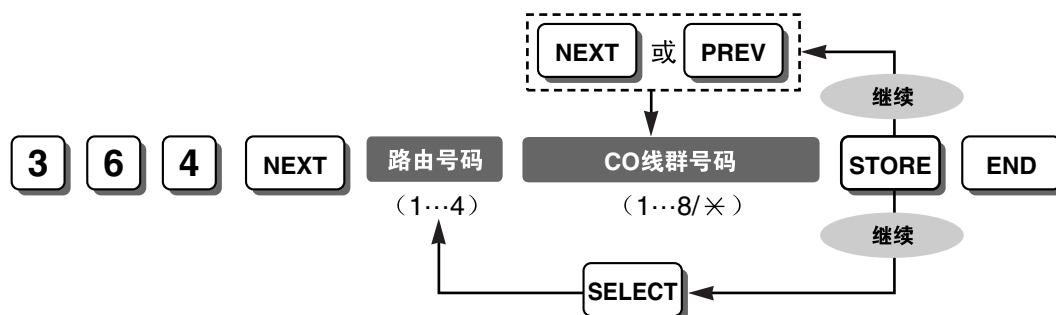 NEXT 或 PREV
继续
3 6 4 NEXT 路由号码 CO线群号码 STORE END
（1…4） （1…8/＊）
继续
SELECT